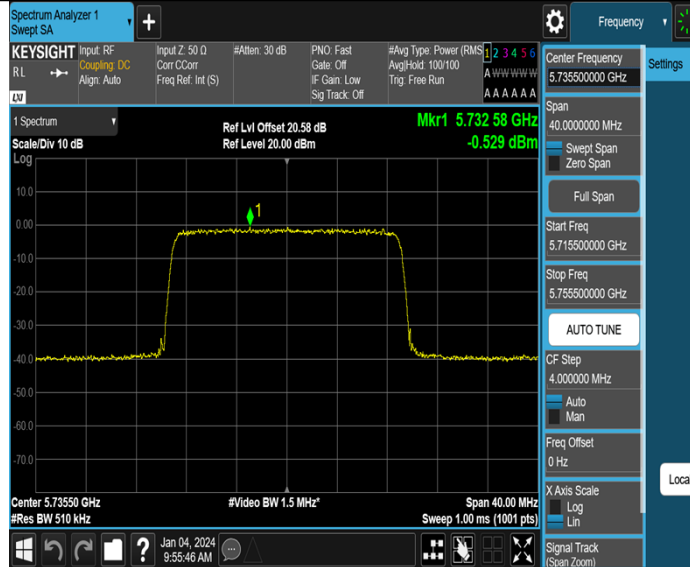 Spectrum Analyzer 1
Swept SA
Frequency
KEYSIGHT
RL
LXI
Input: RF
Coupling: DC
Align: Auto
Input Z: 50 Ω
Corr CCorr
Freq Ref: Int (S)
#Atten: 30 dB
PNO: Fast
Gate: Off
IF Gain: Low
Sig Track: Off
#Avg Type: Power (RMS
Avg|Hold: 100/100
Trig: Free Run
1 2 3 4 5 6
A W W W W W
A A A A A A
1 Spectrum
Scale/Div 10 dB
Log
Ref Lvl Offset 20.58 dB
Ref Level 20.00 dBm
Mkr1 5.732 58 GHz
-0.529 dBm
1
10.0
0.00
-10.0
-20.0
-30.0
-40.0
-50.0
-60.0
-70.0
Center 5.73550 GHz
#Res BW 510 kHz
#Video BW 1.5 MHz*
Span 40.00 MHz
Sweep 1.00 ms (1001 pts)
?
Jan 04, 2024
9:55:46 AM
Center Frequency
5.735500000 GHz
Settings
Span
40.0000000 MHz
Swept Span
Zero Span
Full Span
Start Freq
5.715500000 GHz
Stop Freq
5.755500000 GHz
AUTO TUNE
CF Step
4.000000 MHz
Auto
Man
Freq Offset
0 Hz
X Axis Scale
Log
Lin
Loca
Signal Track
(Span Zoom)